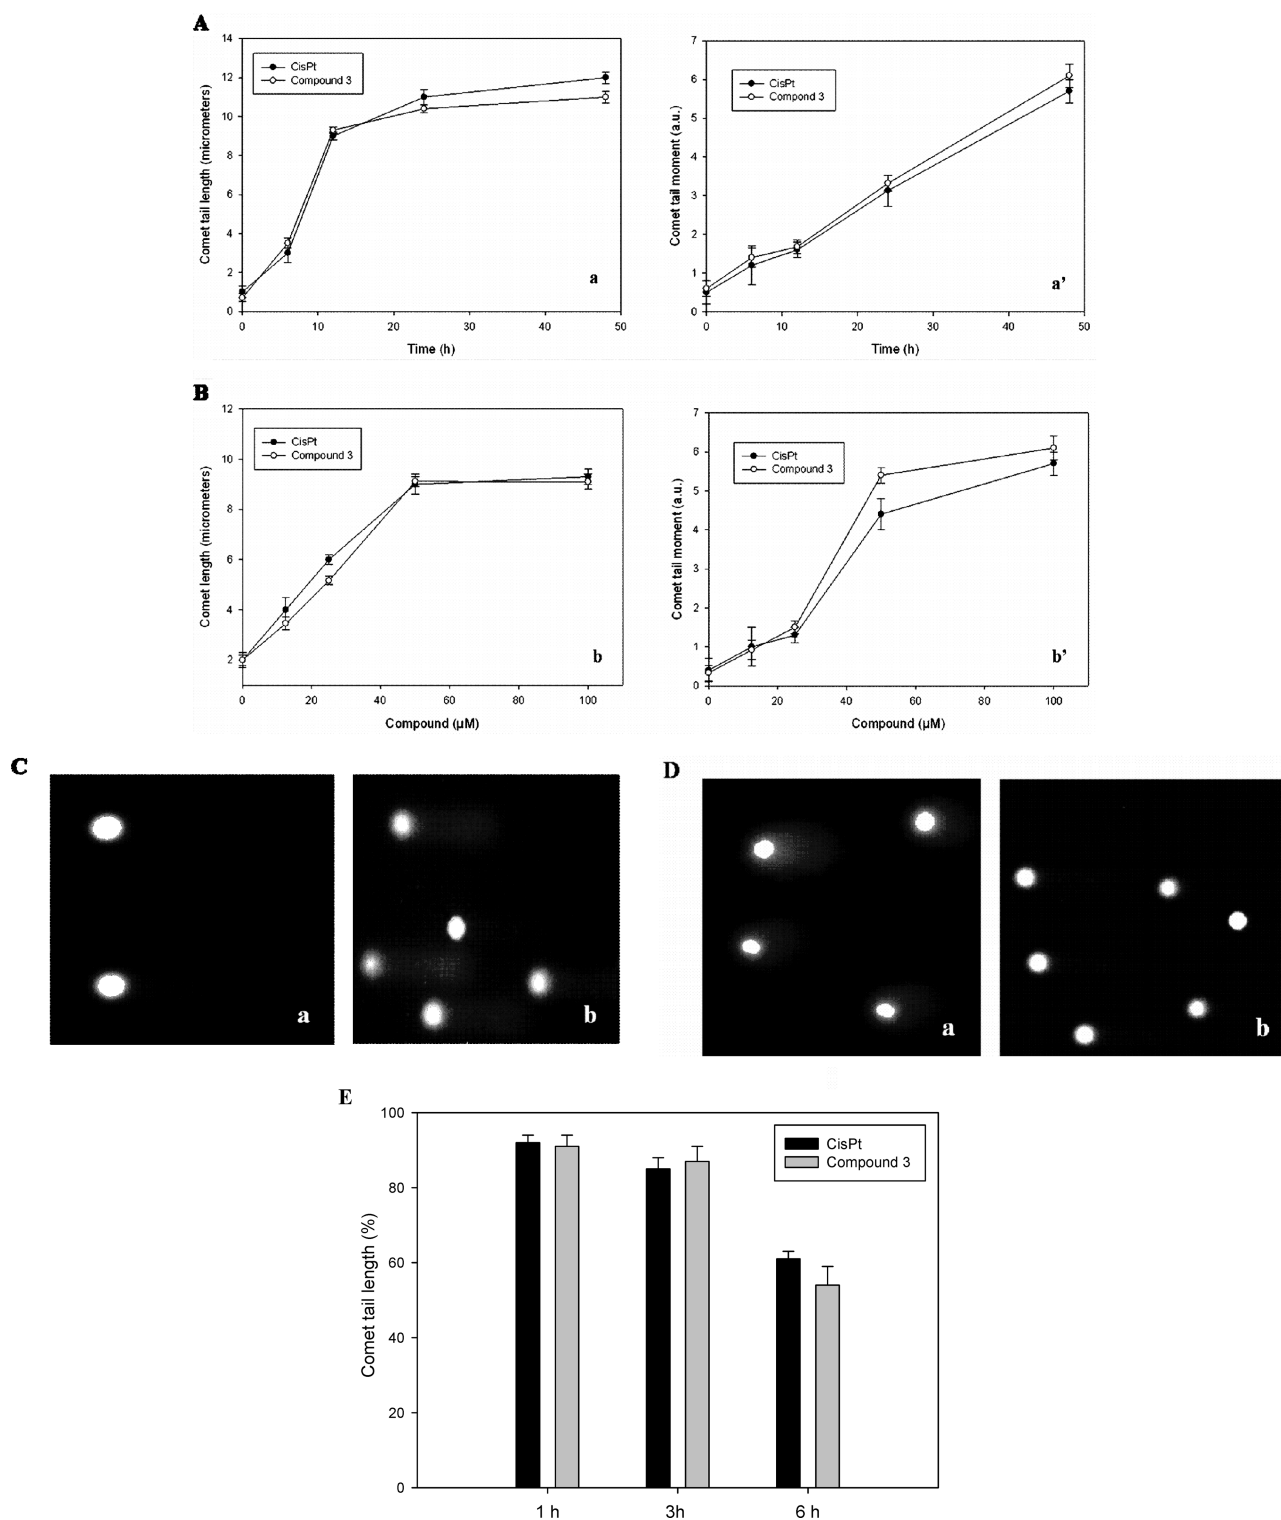 A
14
12
10
8
6
4
2
0
Comet tail length (micrometers)
CisPt
Compound 3
a
0 10 20 30 40 50
Time (h)
7
6
5
4
3
2
1
0
Comet tail moment (a.u.)
CisPt
Compond 3
a'
0 10 20 30 40 50
Time (h)
B
12
10
8
6
4
2
Comet length (micrometers)
CisPt
Compound 3
b
0 20 40 60 80 100
Compound (µM)
7
6
5
4
3
2
1
0
Comet tail moment (a.u.)
CisPt
Compound 3
b'
0 20 40 60 80 100
Compound (µM)
C
a
b
D
a
b
E
100
80
60
40
20
0
Comet tail length (%)
CisPt
Compound 3
1 h 3h 6 h